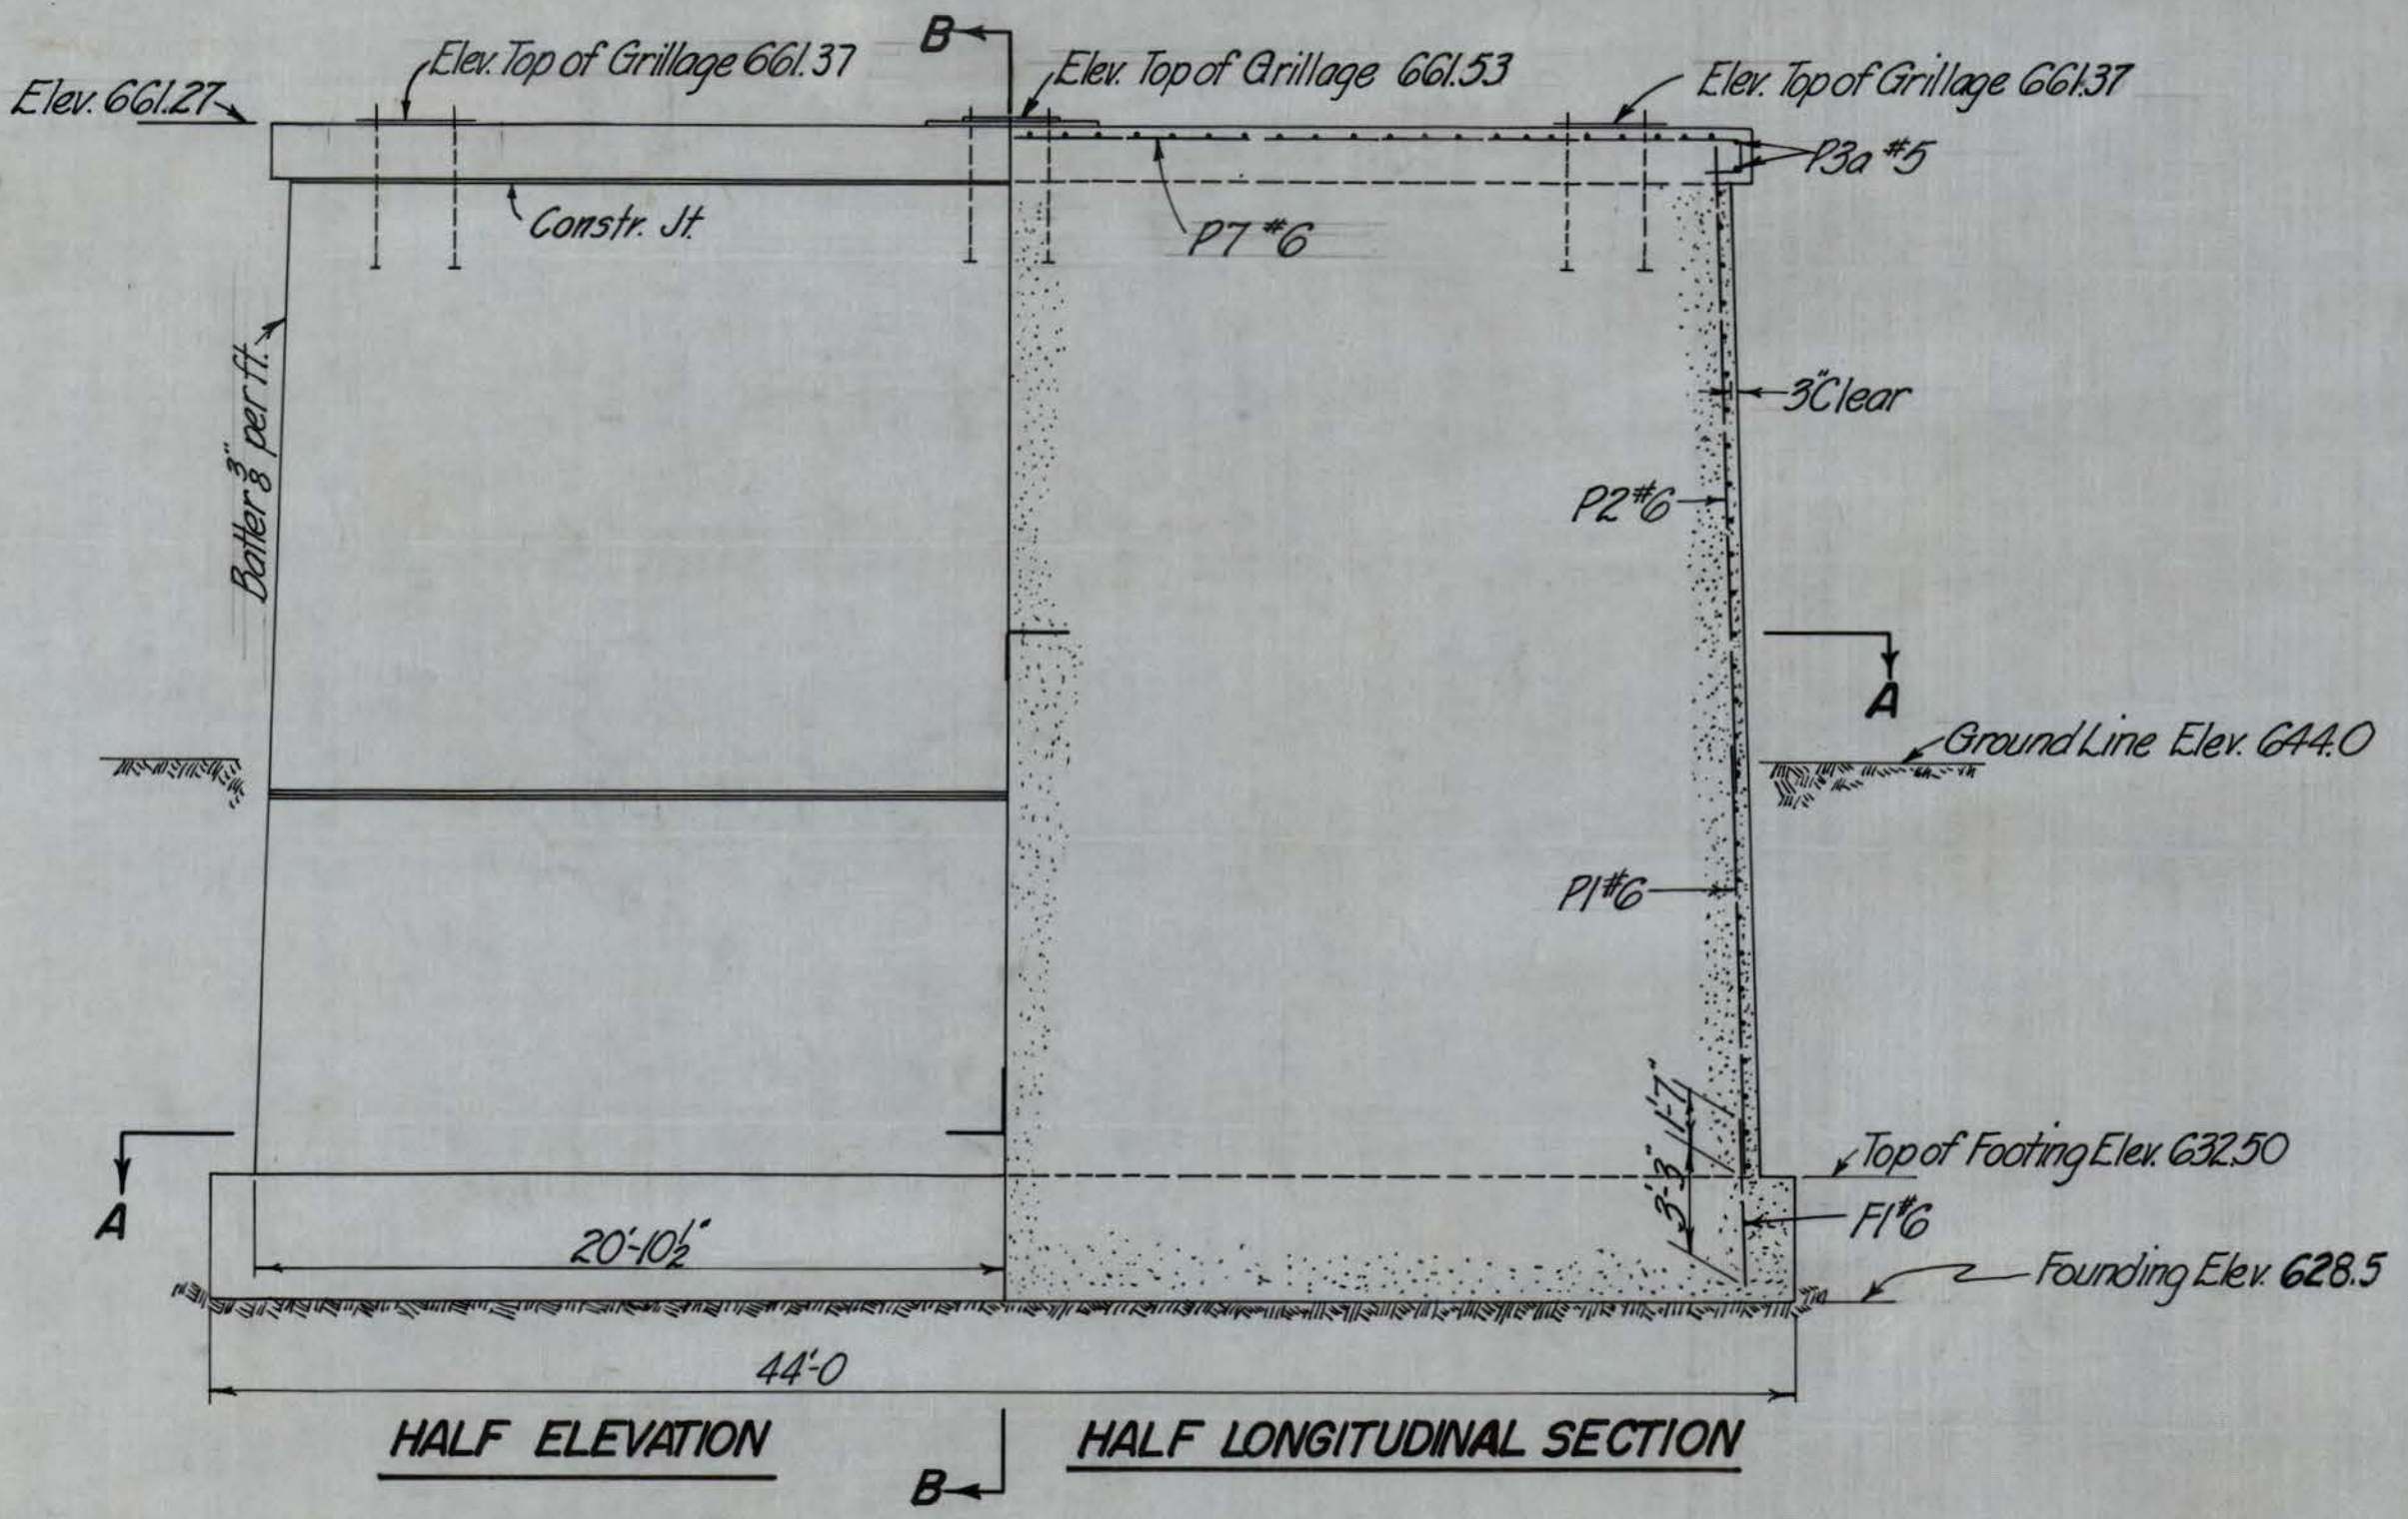 B
Elev. Top of Grillage 661.37
Elev. Top of Grillage 661.53
Elev. Top of Grillage 661.37
Elev. 661.27
P3a #5
Constr. Jt.
P7 #6
Batter 3/8" per ft.
3" Clear
P2 #6
A
Ground Line Elev. 644.0
P1 #6
1'-7"
3'-3"
Top of Footing Elev. 632.50
A
F1 #6
20'-10½"
Founding Elev. 628.5
44'-0
HALF ELEVATION
HALF LONGITUDINAL SECTION
B